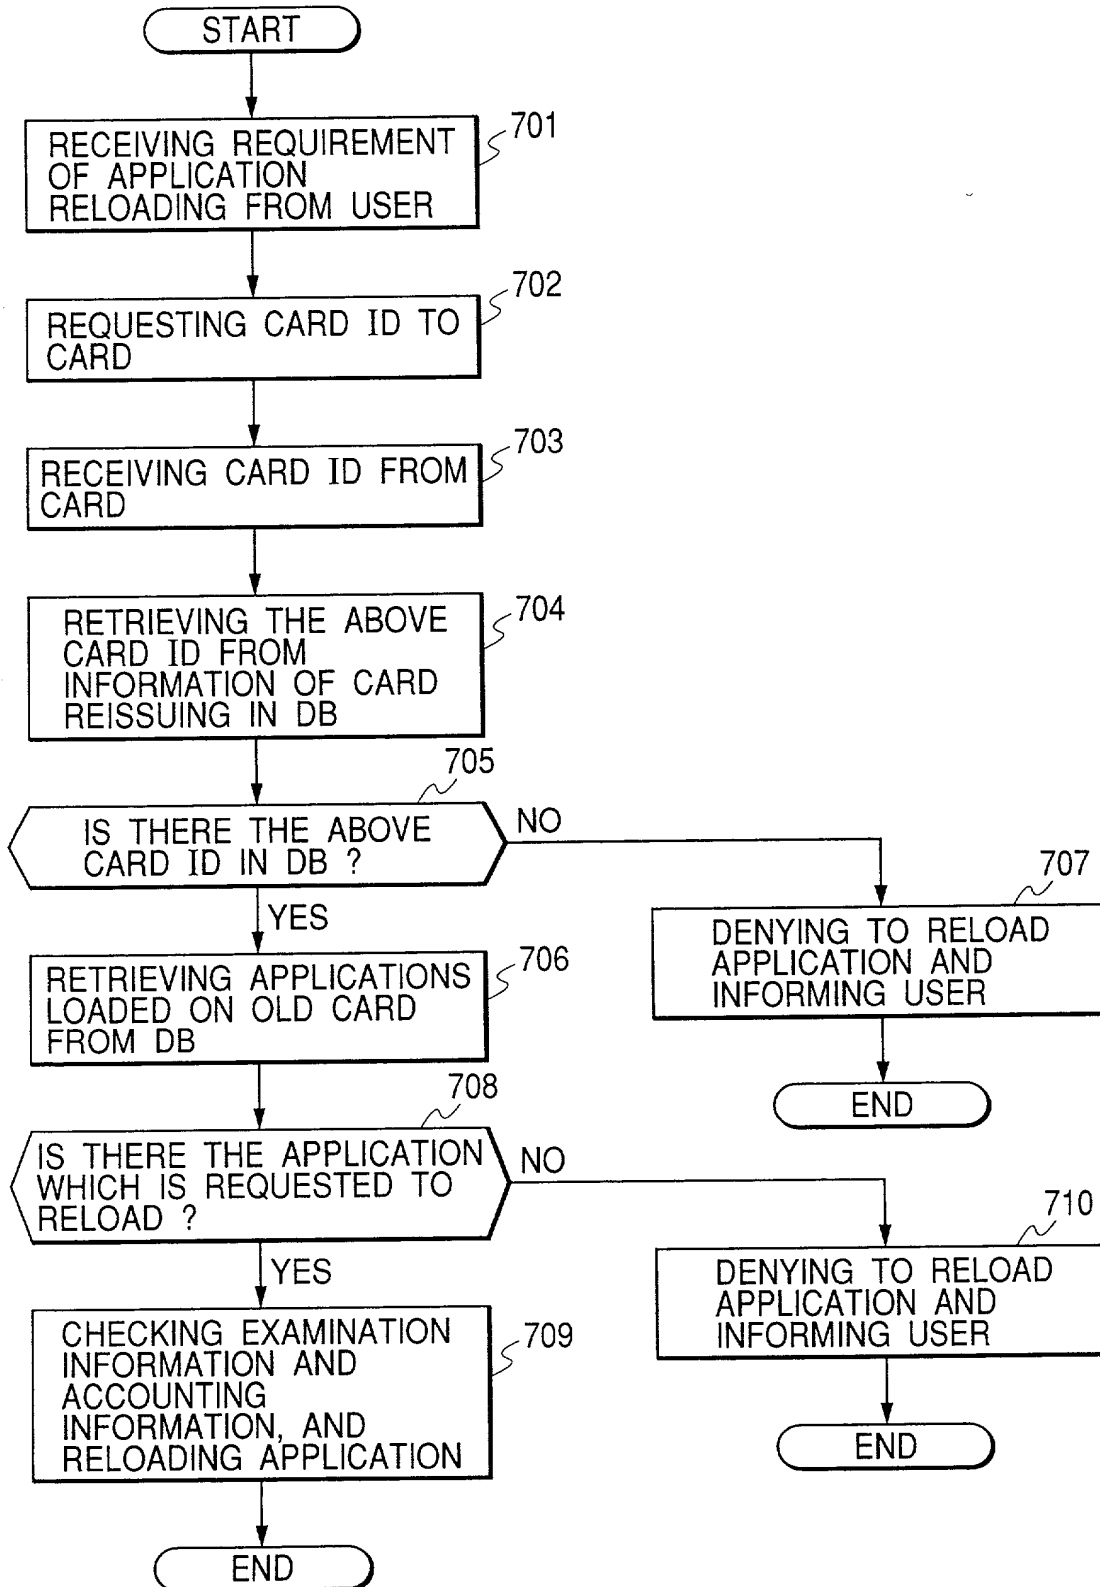 START
701
RECEIVING REQUIREMENT
OF APPLICATION
RELOADING FROM USER
702
REQUESTING CARD ID TO
CARD
703
RECEIVING CARD ID FROM
CARD
704
RETRIEVING THE ABOVE
CARD ID FROM
INFORMATION OF CARD
REISSUING IN DB
705
IS THERE THE ABOVE
CARD ID IN DB ?
NO
YES
707
DENYING TO RELOAD
APPLICATION AND
INFORMING USER
END
706
RETRIEVING APPLICATIONS
LOADED ON OLD CARD
FROM DB
708
IS THERE THE APPLICATION
WHICH IS REQUESTED TO
RELOAD ?
NO
YES
710
DENYING TO RELOAD
APPLICATION AND
INFORMING USER
END
709
CHECKING EXAMINATION
INFORMATION AND
ACCOUNTING
INFORMATION, AND
RELOADING APPLICATION
END